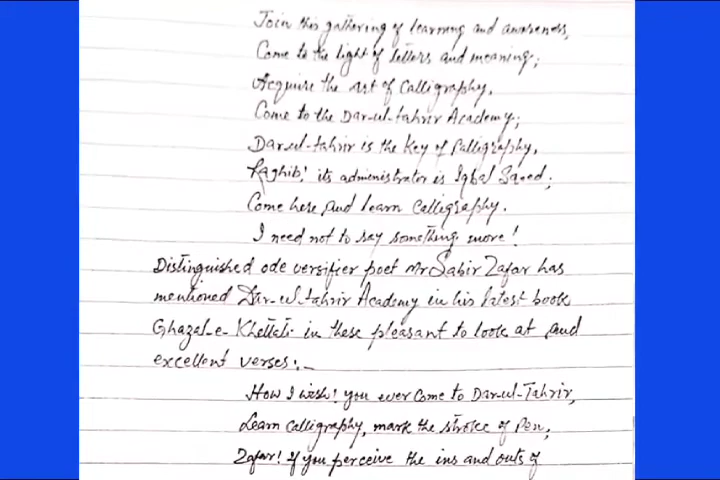 Join this gathering of learning and awareness,
Come to the light of letters and meaning;
Acquire the art of Calligraphy,
Come to the Dar-ul-tahrir Academy;
Dar-ul-tahrir is the key of Calligraphy,
Raghib! its administrator is Iqbal Saeed;
Come here and learn calligraphy.
I need not to say something more!
Distinguished ode versifier poet Mr Sabir Zafar has
mentioned Dar-ul-tahrir Academy in his latest book
Ghazal-e-Khettati in these pleasant to look at and
excellent verses:-
How I wish! you ever come to Dar-ul-Tahrir,
Learn calligraphy, mark the stroke of Pen;
Zafar! If you perceive the ins and outs of